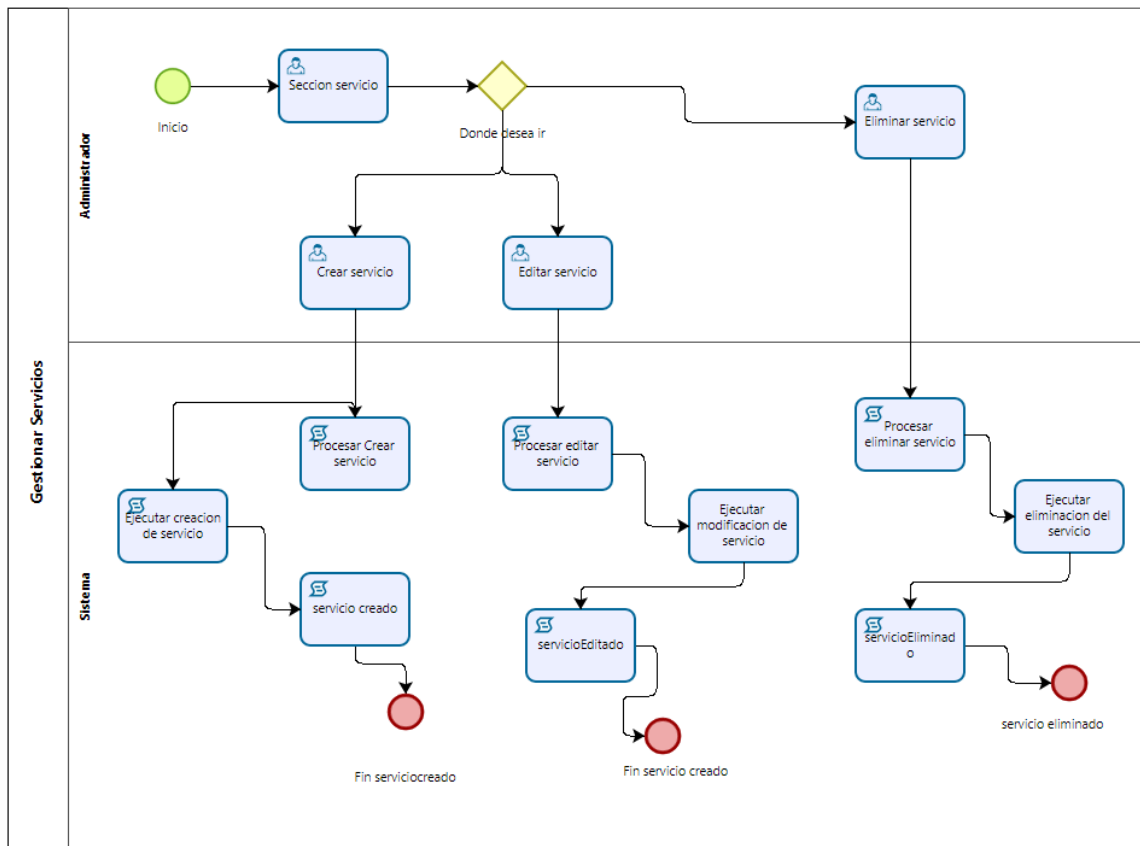 Gestionar Servicios
Administrador
Inicio
Seccion servicio
Donde desea ir
Eliminar servicio
Crear servicio
Editar servicio
Sistema
Procesar Crear
servicio
Procesar editar
servicio
Procesar
eliminar servicio
Ejecutar creacion
de servicio
Ejecutar
modificacion de
servicio
Ejecutar
eliminacion del
servicio
servicio creado
servicioEditado
servicioEliminad
o
Fin serviciocreado
Fin servicio creado
servicio eliminado